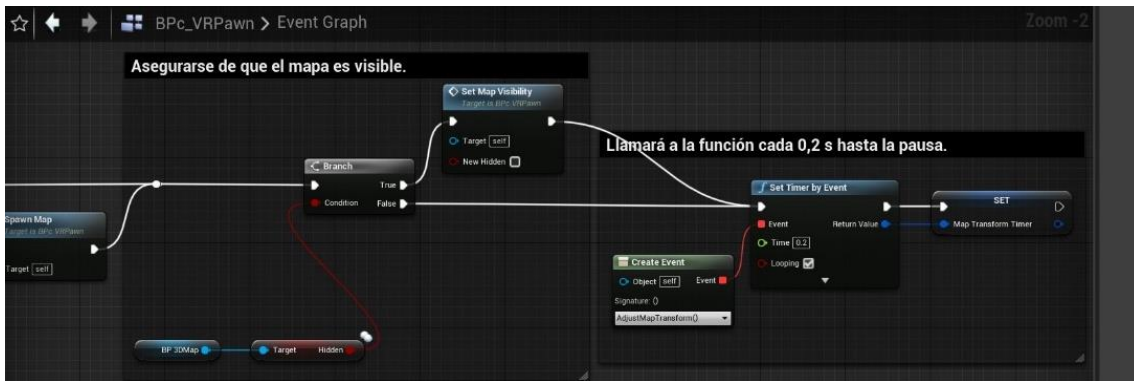 BPc_VRPawn > Event Graph
Zoom -2
Asegurarse de que el mapa es visible.
Set Map Visibility
Target is BPc VRPawn
Target self
New Hidden
Llamará a la función cada 0,2 s hasta la pausa.
Branch
True
Condition
False
Set Timer by Event
Event
Return Value
Time 0.2
Looping
SET
Map Transform Timer
Spawn Map
Target is BPc VRPawn
Target self
Create Event
Object self
Event
Signature: ()
AdjustMapTransform()
BP 3DMap
Target
Hidden